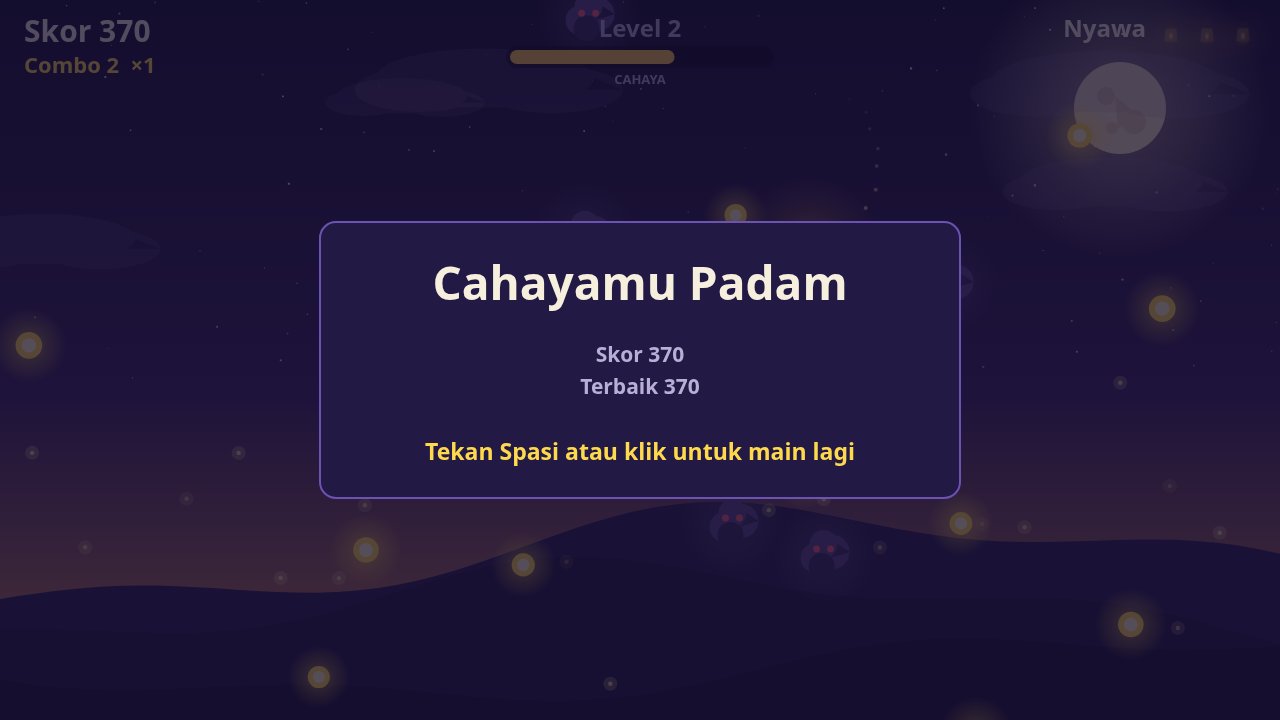 Skor 370
Level 2
Nyawa
Combo 2 ×1
CAHAYA
Cahayamu Padam
Skor 370
Terbaik 370
Tekan Spasi atau klik untuk main lagi